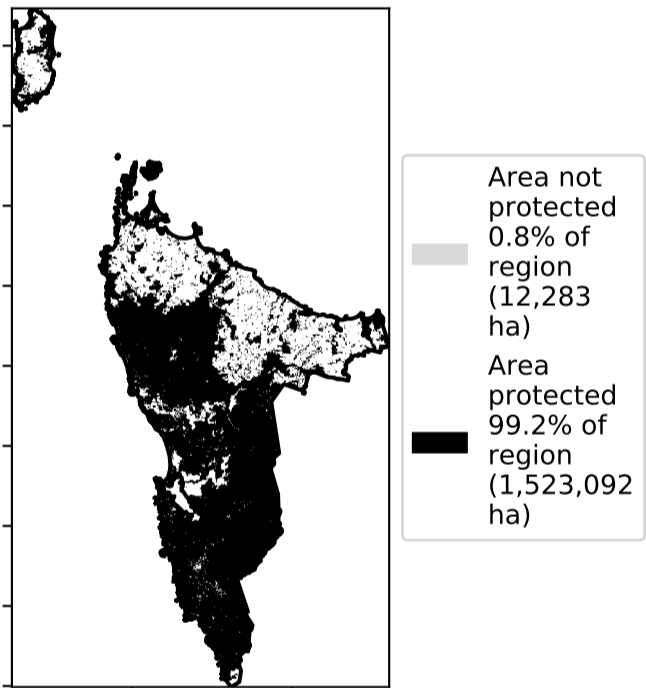 Area not
protected
0.8% of
region
(12,283
ha)
Area
protected
99.2% of
region
(1,523,092
ha)